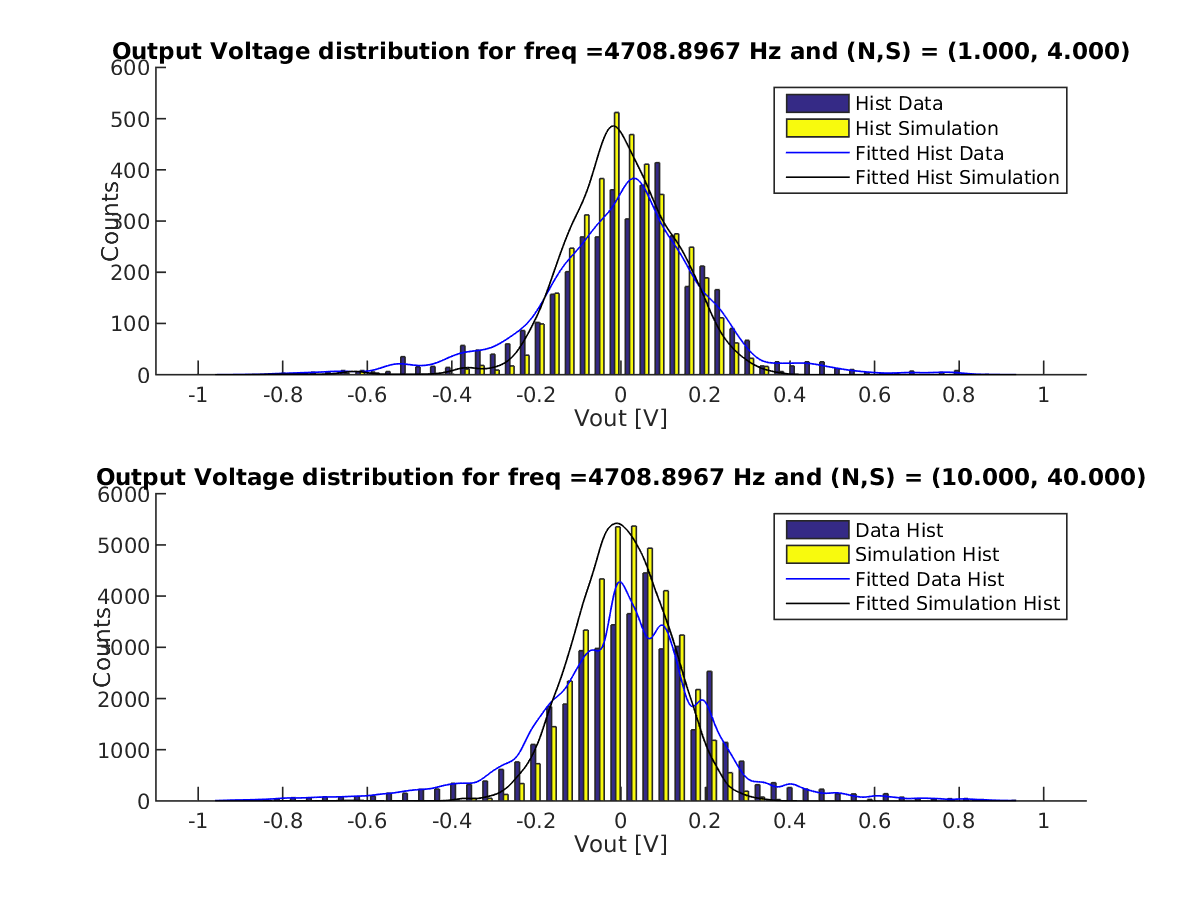 Output Voltage distribution for freq =4708.8967 Hz and (N,S) = (1.000, 4.000)
600
500
400
300
200
100
0
Counts
Hist Data
Hist Simulation
Fitted Hist Data
Fitted Hist Simulation
-1 -0.8 -0.6 -0.4 -0.2 0 0.2 0.4 0.6 0.8 1
Vout [V]
Output Voltage distribution for freq =4708.8967 Hz and (N,S) = (10.000, 40.000)
6000
5000
4000
3000
2000
1000
0
Counts
Data Hist
Simulation Hist
Fitted Data Hist
Fitted Simulation Hist
-1 -0.8 -0.6 -0.4 -0.2 0 0.2 0.4 0.6 0.8 1
Vout [V]